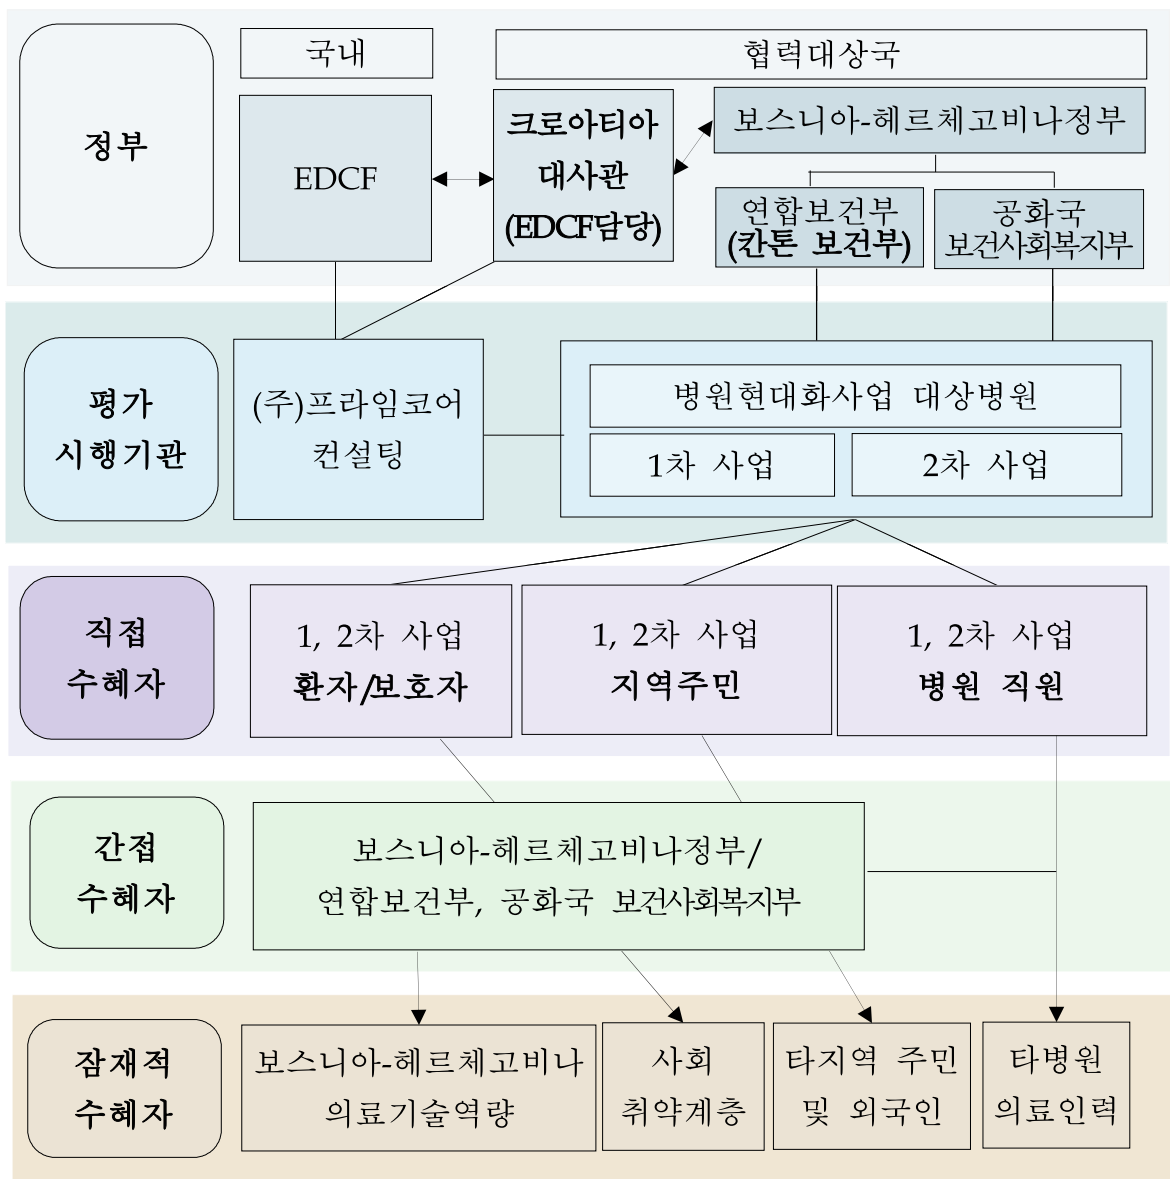 정부
국내
협력대상국
EDCF
크로아티아
대사관
(EDCF담당)
보스니아-헤르체고비나정부
연합보건부
(칸톤 보건부)
공화국
보건사회복지부
평가
시행기관
(주)프라임코어
컨설팅
병원현대화사업 대상병원
1차 사업
2차 사업
직접
수혜자
1, 2차 사업
환자/보호자
1, 2차 사업
지역주민
1, 2차 사업
병원 직원
간접
수혜자
보스니아-헤르체고비나정부/
연합보건부, 공화국 보건사회복지부
잠재적
수혜자
보스니아-헤르체고비나
의료기술역량
사회
취약계층
타지역 주민
및 외국인
타병원
의료인력